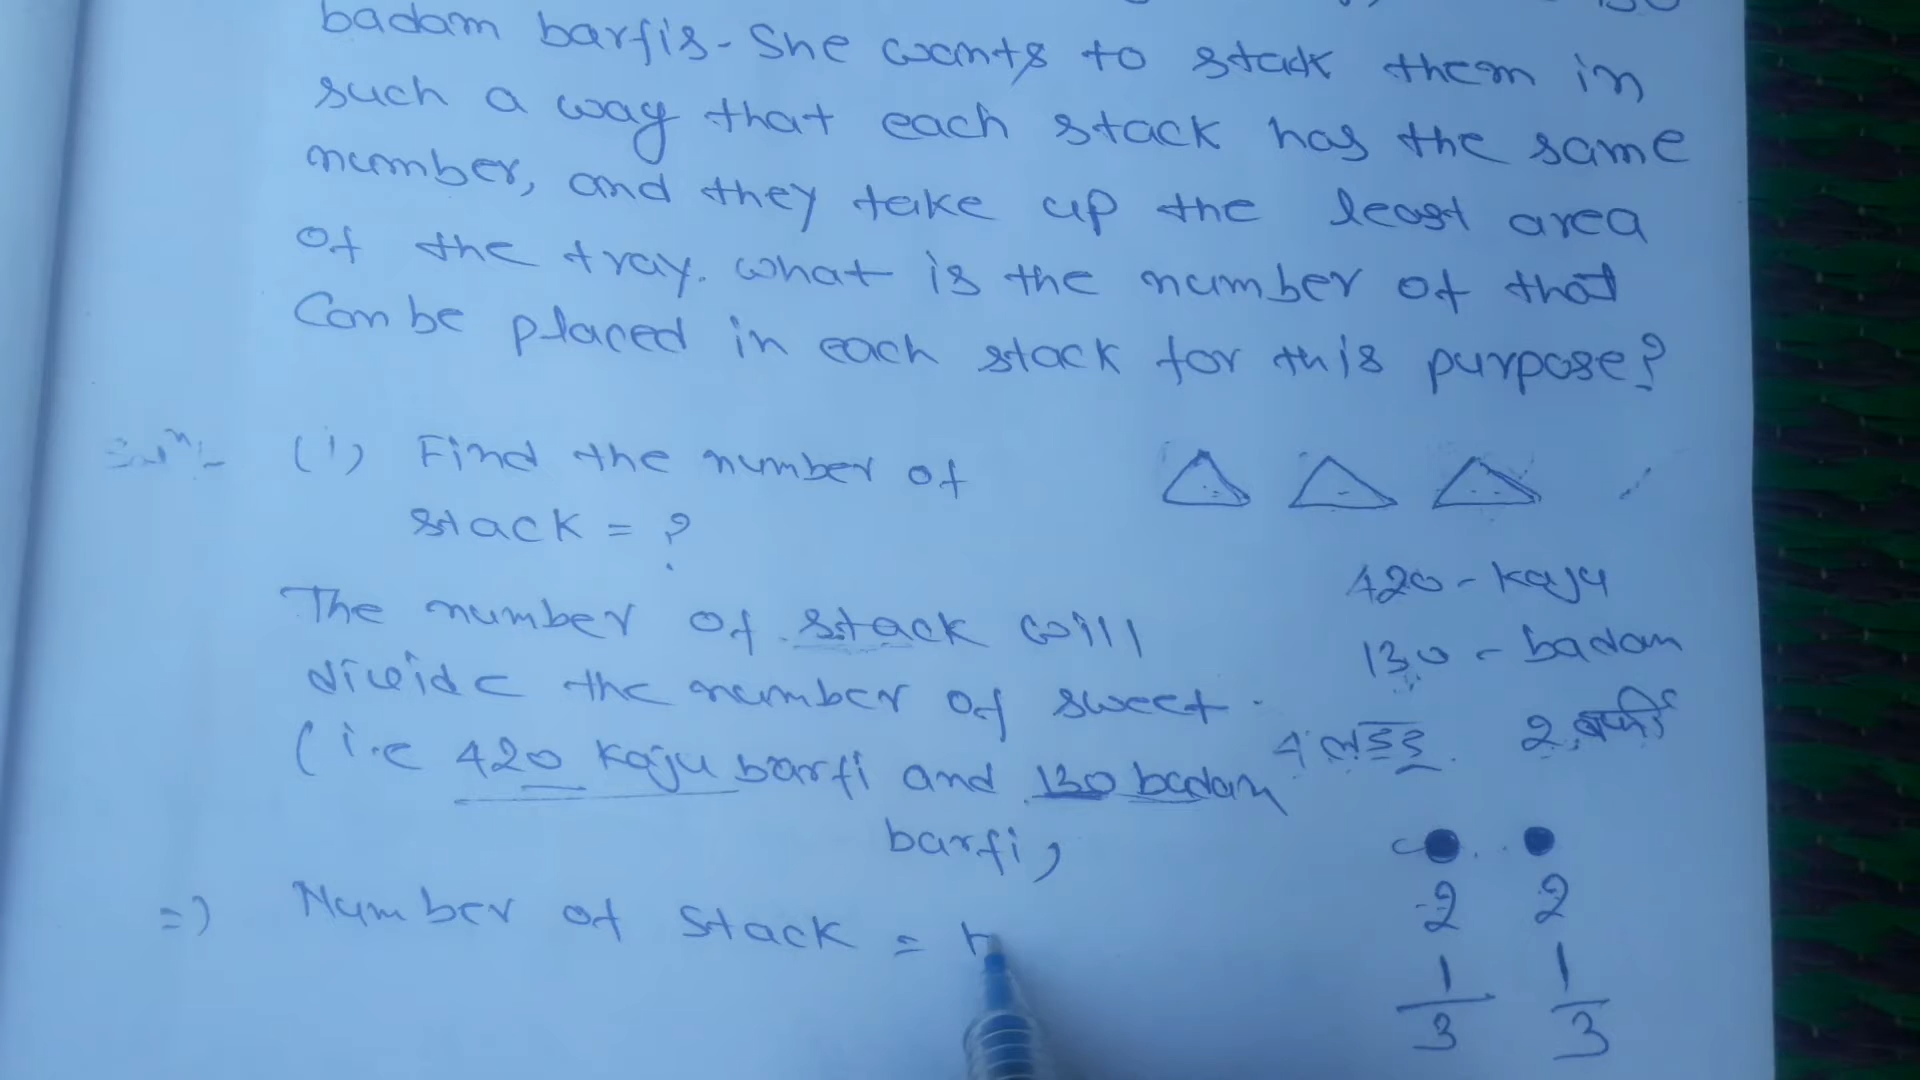 badam barfis - She wants to stack them in
such a way that each stack has the same
number, and they take up the least area
of the tray. what is the number of that
Can be placed in each stack for this purpose?
(i) Find the number of
stack = ?
420 - kaju
The number of stack will
130 - badam
divide the number of sweet.
4 लड्डू 2 बर्फी
(i.e 420 kaju barfi and 130 badam
barfi,
2 2
=) Number of stack =
1 1
3 3